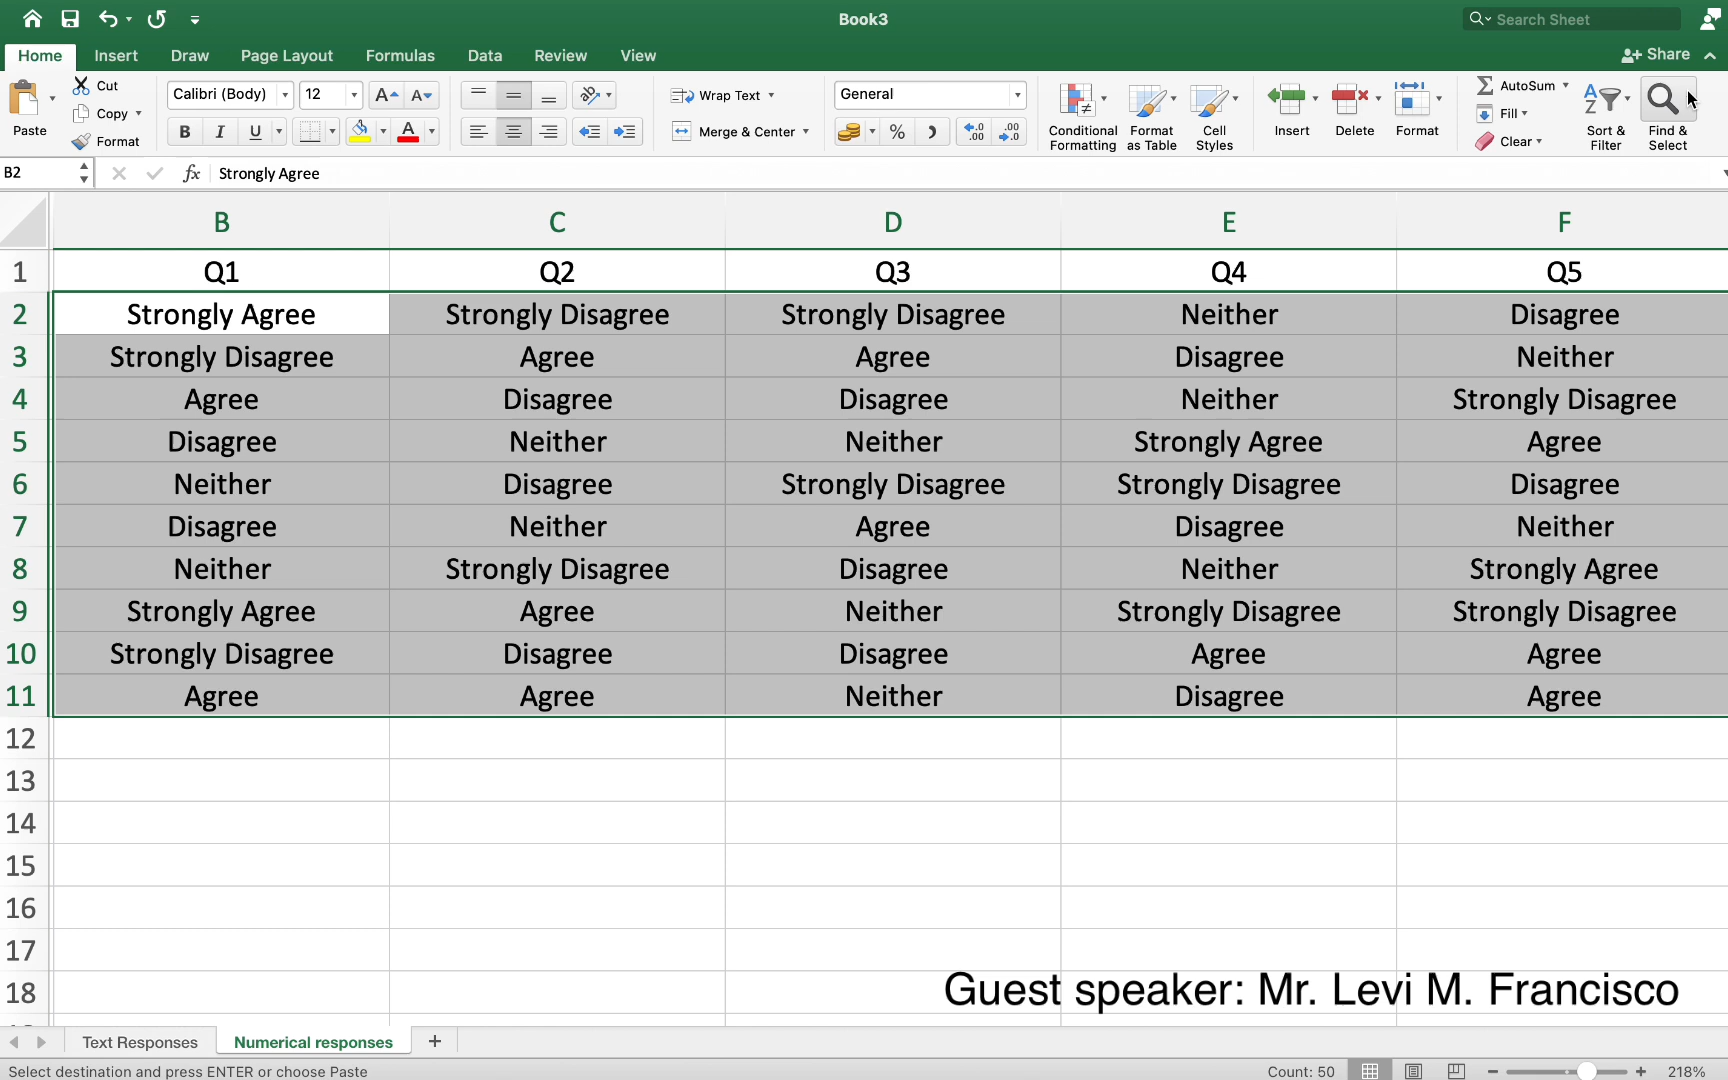 Book3
Search Sheet
Home Insert Draw Page Layout Formulas Data Review View Share
Paste Cut Copy Format
Calibri (Body) 12 A A B I U A
Wrap Text Merge & Center
General % .0 .00 .00 .0
Conditional Formatting Format as Table Cell Styles
Insert Delete Format
AutoSum Fill Clear
Sort & Filter Find & Select
B2 fx Strongly Agree
B C D E F
1 Q1 Q2 Q3 Q4 Q5
2 Strongly Agree Strongly Disagree Strongly Disagree Neither Disagree
3 Strongly Disagree Agree Agree Disagree Neither
4 Agree Disagree Disagree Neither Strongly Disagree
5 Disagree Neither Neither Strongly Agree Agree
6 Neither Disagree Strongly Disagree Strongly Disagree Disagree
7 Disagree Neither Agree Disagree Neither
8 Neither Strongly Disagree Disagree Neither Strongly Agree
9 Strongly Agree Agree Neither Strongly Disagree Strongly Disagree
10 Strongly Disagree Disagree Disagree Agree Agree
11 Agree Agree Neither Disagree Agree
12
13
14
15
16
17
18
Guest speaker: Mr. Levi M. Francisco
Text Responses Numerical responses +
Select destination and press ENTER or choose Paste Count: 50 218%